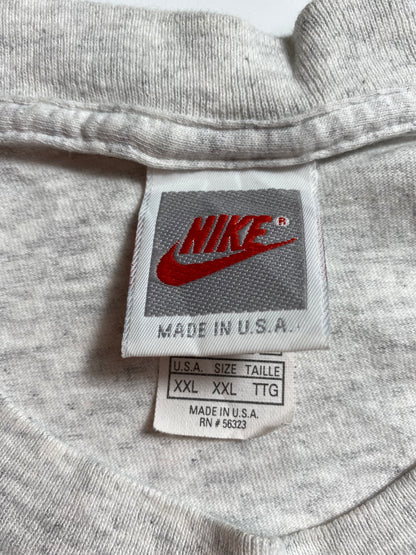 NIKE®
MADE IN U.S.A.
U.S.A. SIZE TAILLE
XXL XXL TTG
MADE IN U.S.A.
RN # 56323